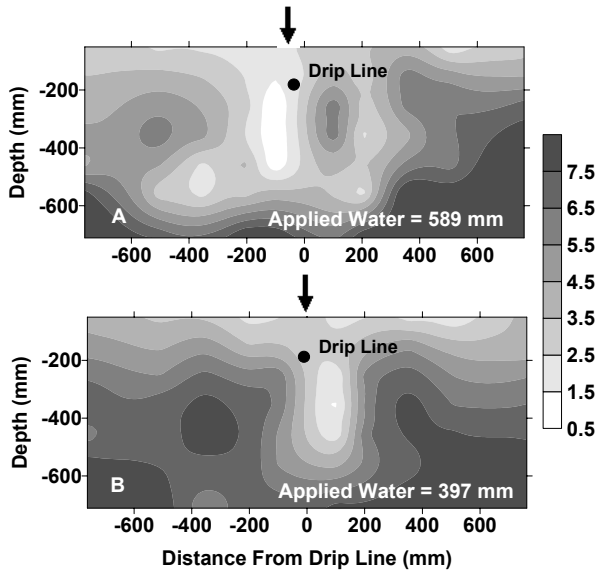 Drip Line
-200
-400
-600
Depth (mm)
A
Applied Water = 589 mm
-600 -400 -200 0 200 400 600
7.5
6.5
5.5
4.5
3.5
2.5
1.5
0.5
Drip Line
-200
-400
-600
Depth (mm)
B
Applied Water = 397 mm
-600 -400 -200 0 200 400 600
Distance From Drip Line (mm)